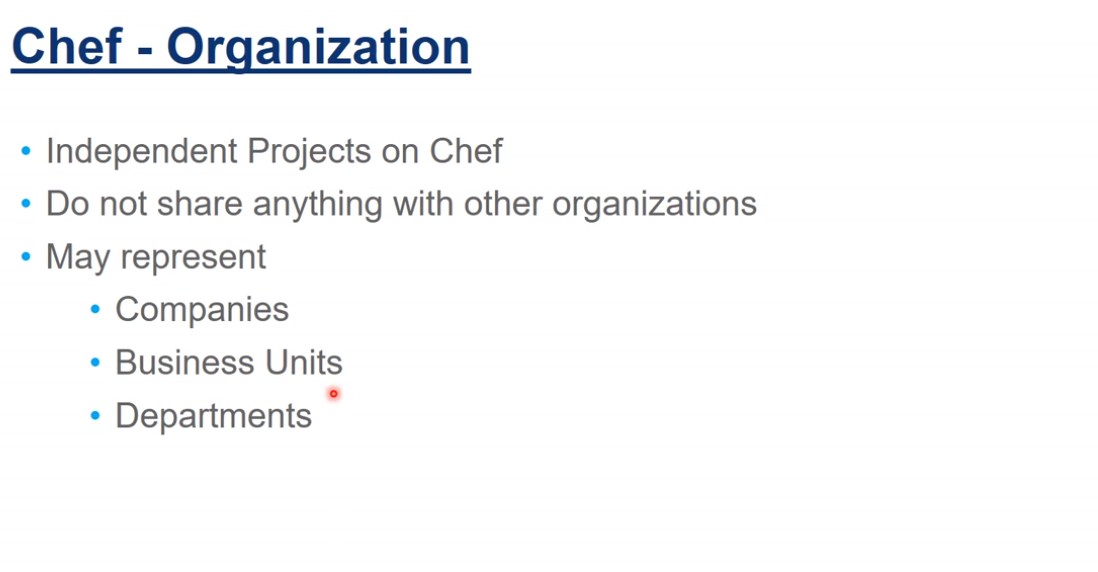 Chef - Organization
• Independent Projects on Chef
• Do not share anything with other organizations
• May represent
• Companies
• Business Units
• Departments